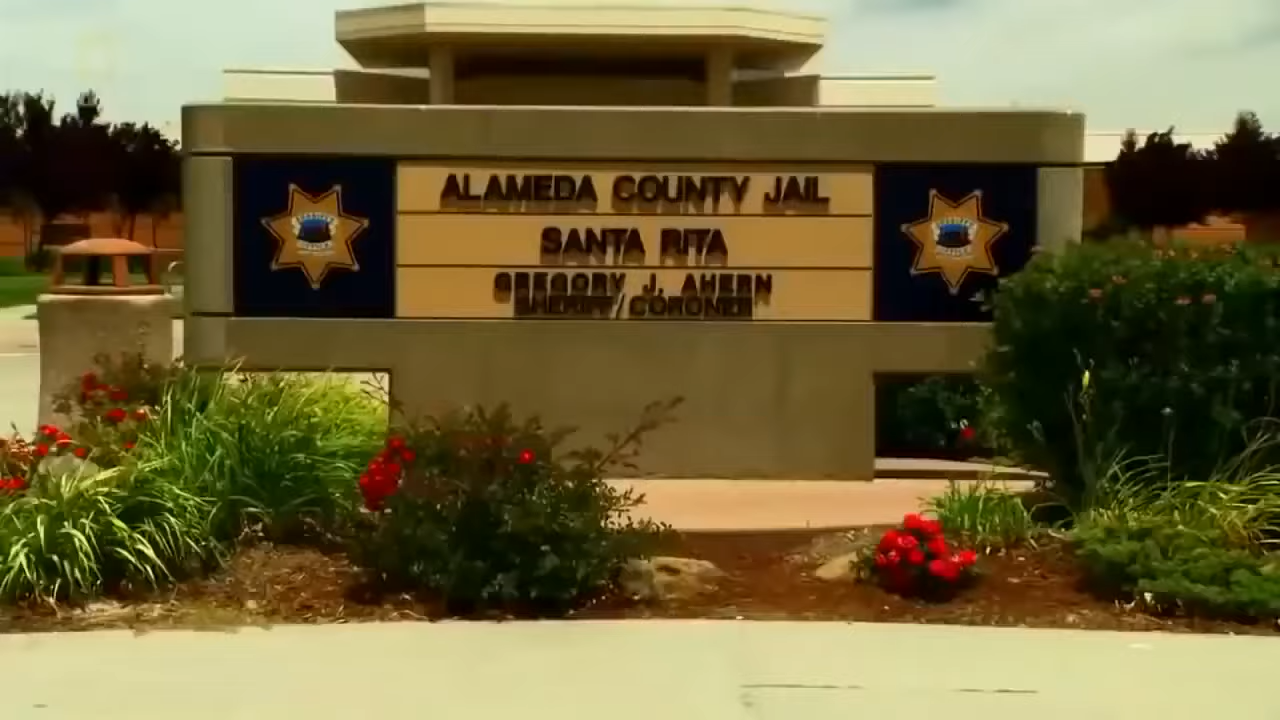 ALAMEDA COUNTY JAIL
SANTA RITA
GREGORY J. AHERN
SHERIFF/CORONER